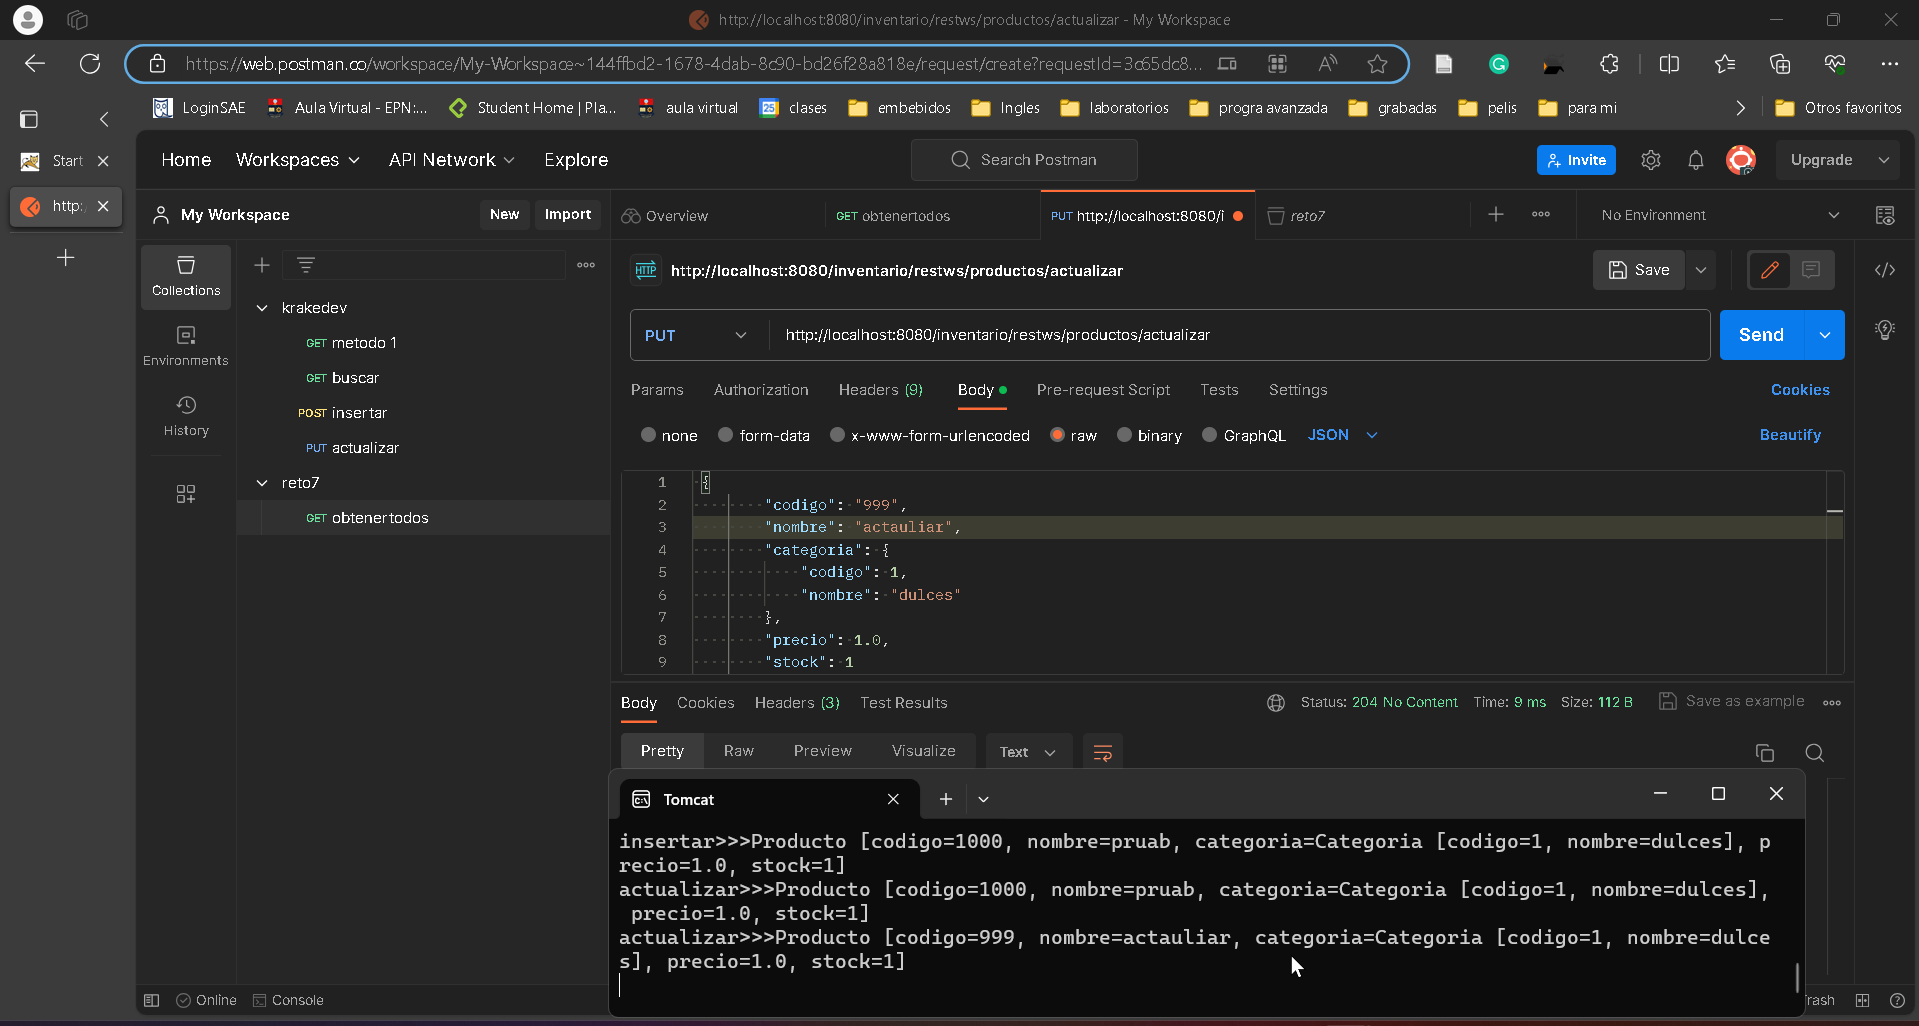 http://localhost:8080/inventario/restws/productos/actualizar - My Workspace
https://web.postman.co/workspace/My-Workspace~144ffbd2-1678-4dab-8c90-bd26f28a818e/request/create?requestId=3c65dc8...
LoginSAE
Aula Virtual - EPN:...
Student Home | Pla...
aula virtual
25
clases
embebidos
Ingles
laboratorios
progra avanzada
grabadas
pelis
para mi
Otros favoritos
Start
http:
Home
Workspaces
API Network
Explore
Search Postman
Invite
Upgrade
My Workspace
New
Import
Overview
GET obtenertodos
PUT http://localhost:8080/i
reto7
No Environment
Collections
Environments
History
krakedev
GET metodo 1
GET buscar
POST insertar
PUT actualizar
reto7
GET obtenertodos
HTTP
http://localhost:8080/inventario/restws/productos/actualizar
Save
PUT
http://localhost:8080/inventario/restws/productos/actualizar
Send
Params
Authorization
Headers (9)
Body
Pre-request Script
Tests
Settings
Cookies
none
form-data
x-www-form-urlencoded
raw
binary
GraphQL
JSON
Beautify
1 {
2 "codigo": "999",
3 "nombre": "actauliar",
4 "categoria": {
5 "codigo": 1,
6 "nombre": "dulces"
7 },
8 "precio": 1.0,
9 "stock": 1
Body
Cookies
Headers (3)
Test Results
Status: 204 No Content
Time: 9 ms
Size: 112 B
Save as example
Pretty
Raw
Preview
Visualize
Text
Tomcat
insertar>>>Producto [codigo=1000, nombre=pruab, categoria=Categoria [codigo=1, nombre=dulces], p
recio=1.0, stock=1]
actualizar>>>Producto [codigo=1000, nombre=pruab, categoria=Categoria [codigo=1, nombre=dulces],
precio=1.0, stock=1]
actualizar>>>Producto [codigo=999, nombre=actauliar, categoria=Categoria [codigo=1, nombre=dulce
s], precio=1.0, stock=1]
Online
Console
rash